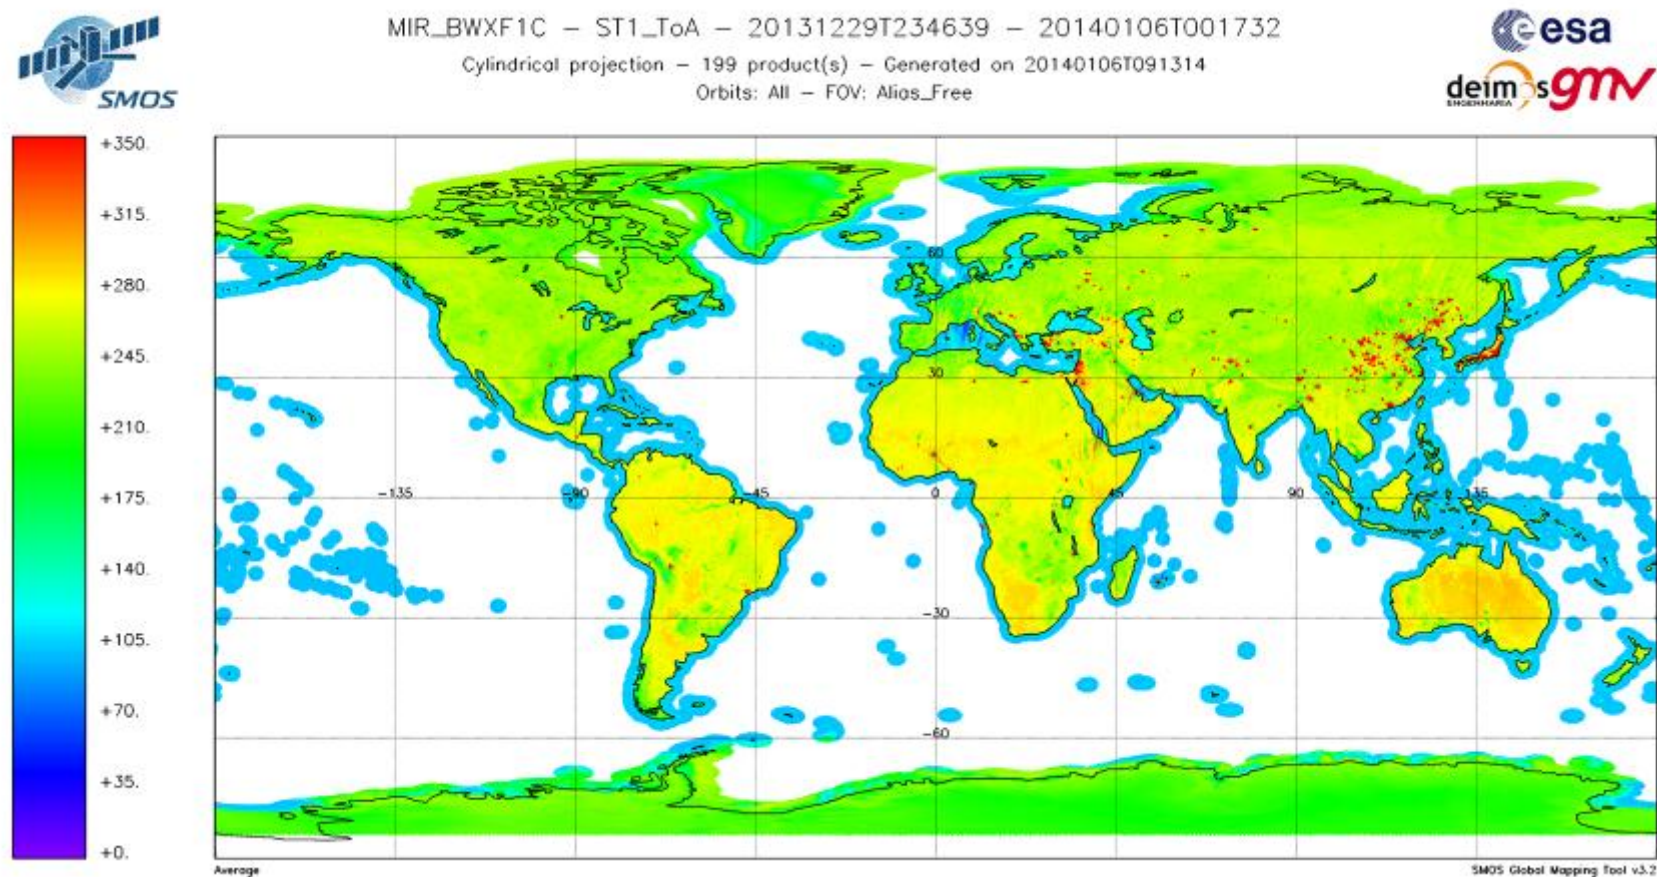 MIR_BWXF1C – ST1_ToA – 20131229T234639 – 20140106T001732
Cylindrical projection – 199 product(s) – Generated on 20140106T091314
Orbits: All – FOV: Alias_Free
SMOS
esa
deimos gmv
ENGENHARIA
+350.
+315.
+280.
+245.
+210.
+175.
+140.
+105.
+70.
+35.
+0.
60
30
-135 -90 -45 0 45 90 135
-30
-60
Average
SMOS Global Mapping Tool v3.2